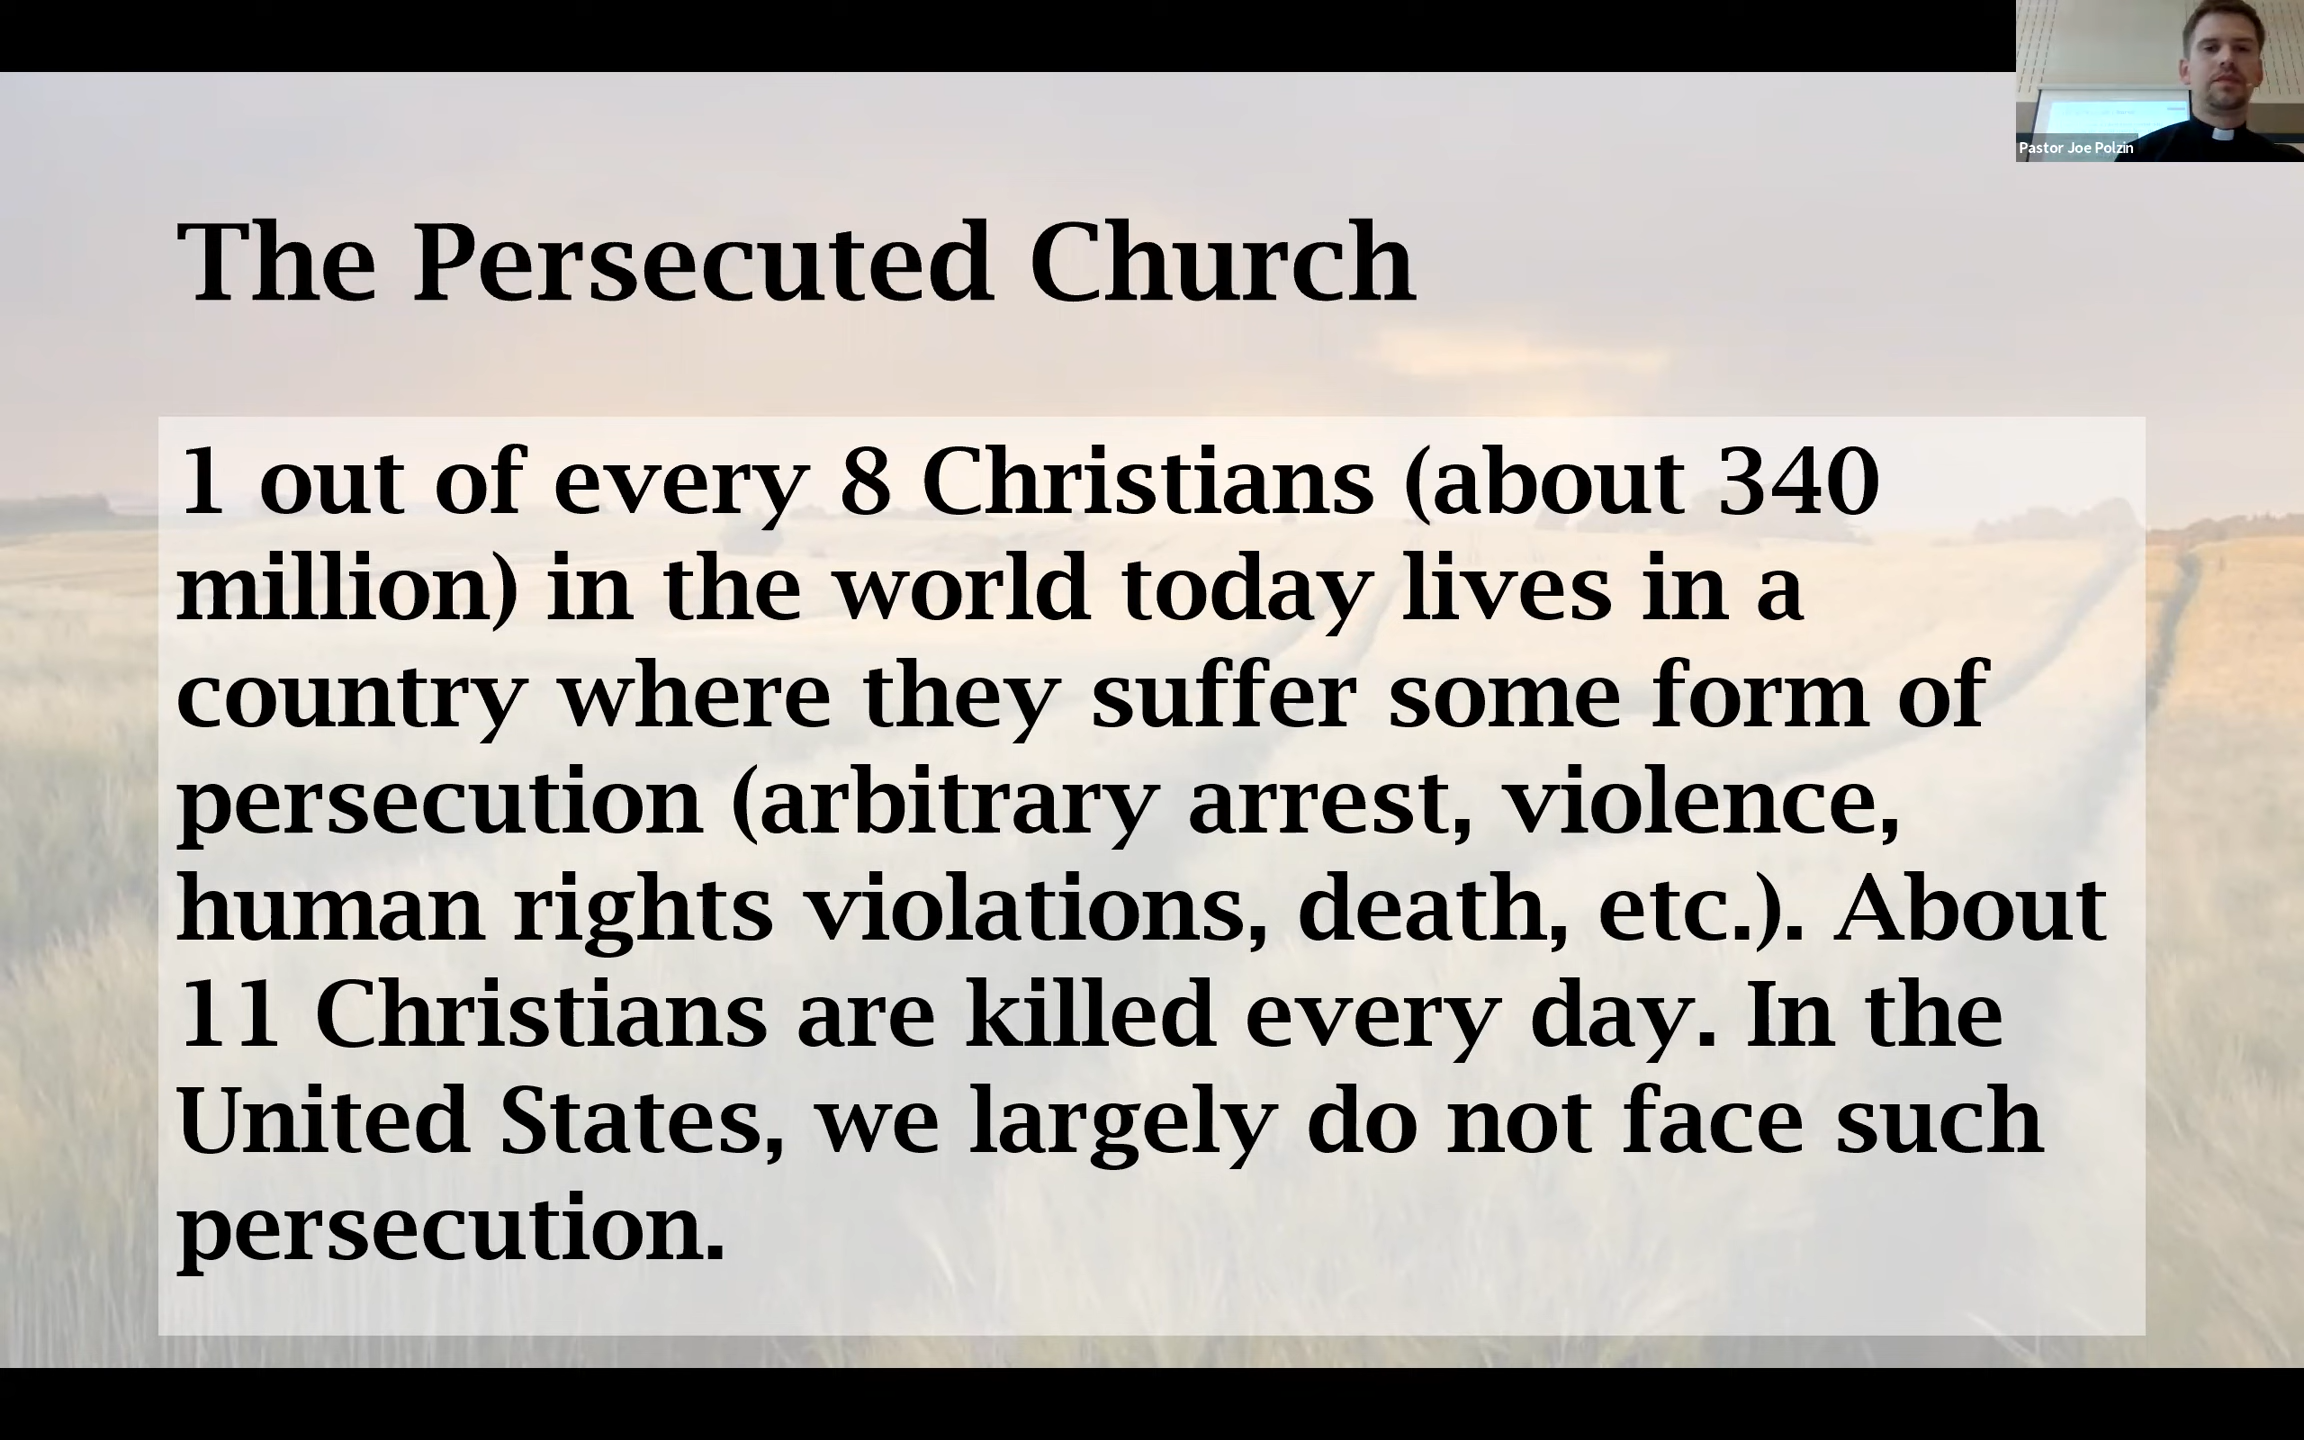 Pastor Joe Polzin
The Persecuted Church
1 out of every 8 Christians (about 340
million) in the world today lives in a
country where they suffer some form of
persecution (arbitrary arrest, violence,
human rights violations, death, etc.). About
11 Christians are killed every day. In the
United States, we largely do not face such
persecution.